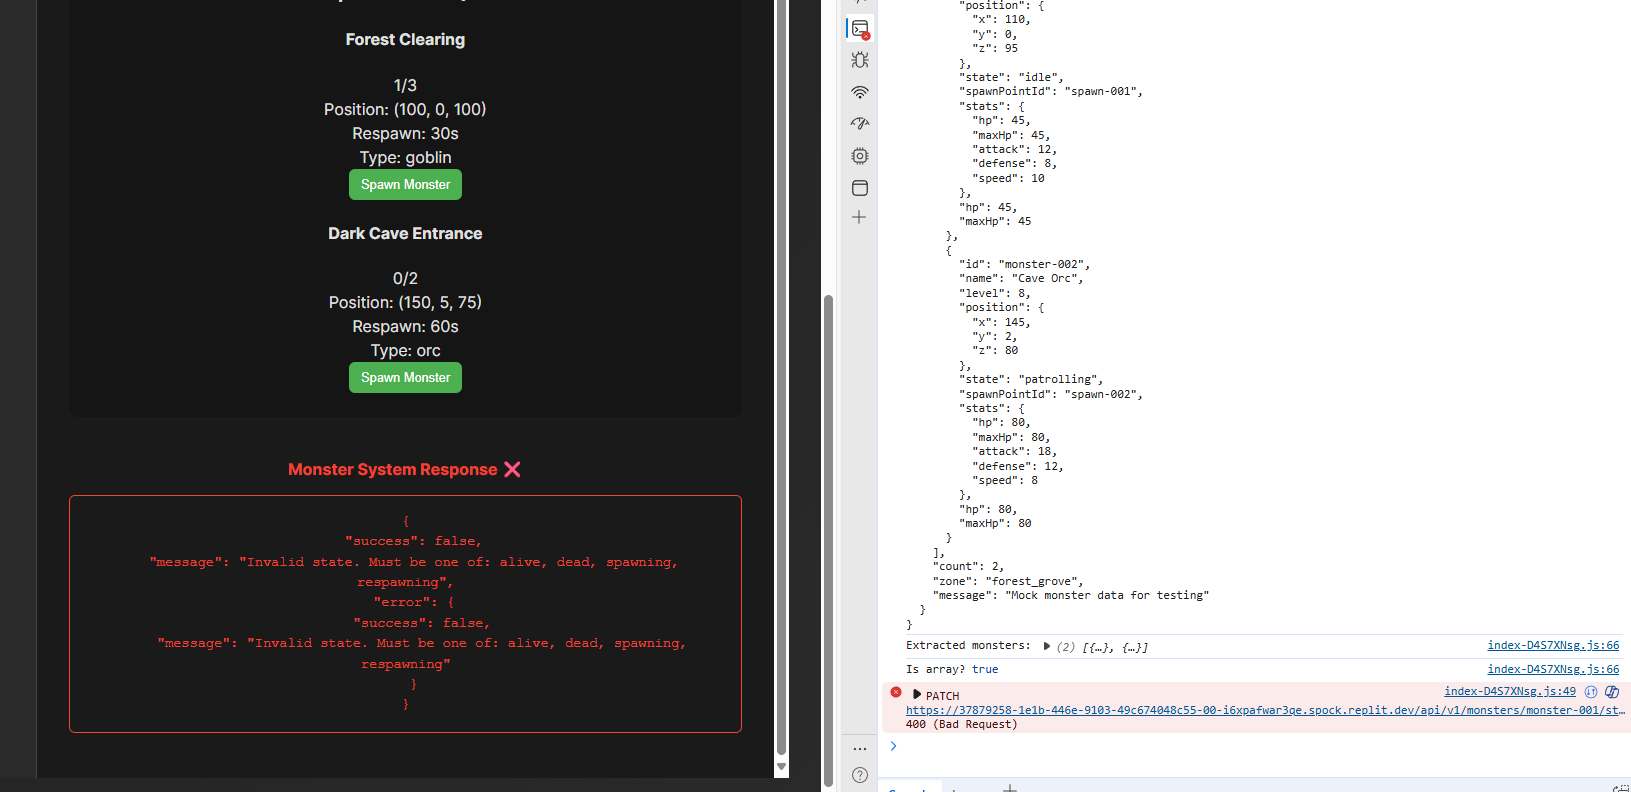 Forest Clearing
1/3
Position: (100, 0, 100)
Respawn: 30s
Type: goblin
Spawn Monster
Dark Cave Entrance
0/2
Position: (150, 5, 75)
Respawn: 60s
Type: orc
Spawn Monster
Monster System Response ❌
{
"success": false,
"message": "Invalid state. Must be one of: alive, dead, spawning,
respawning",
"error": {
"success": false,
"message": "Invalid state. Must be one of: alive, dead, spawning,
respawning"
}
}
"position": {
"x": 110,
"y": 0,
"z": 95
},
"state": "idle",
"spawnPointId": "spawn-001",
"stats": {
"hp": 45,
"maxHp": 45,
"attack": 12,
"defense": 8,
"speed": 10
},
"hp": 45,
"maxHp": 45
},
{
"id": "monster-002",
"name": "Cave Orc",
"level": 8,
"position": {
"x": 145,
"y": 2,
"z": 80
},
"state": "patrolling",
"spawnPointId": "spawn-002",
"stats": {
"hp": 80,
"maxHp": 80,
"attack": 18,
"defense": 12,
"speed": 8
},
"hp": 80,
"maxHp": 80
}
],
"count": 2,
"zone": "forest_grove",
"message": "Mock monster data for testing"
}
}
Extracted monsters: ▶ (2) [{…}, {…}] index-D4S7XNsg.js:66
Is array? true index-D4S7XNsg.js:66
▶ PATCH index-D4S7XNsg.js:49
https://37879258-1e1b-446e-9103-49c674048c55-00-i6xpafwar3qe.spock.replit.dev/api/v1/monsters/monster-001/st…
400 (Bad Request)